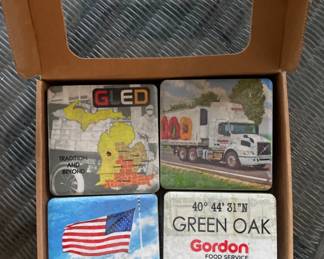 GLED
TRADITION
AND
BEYOND
40° 44' 31"N
GREEN OAK
Gordon
FOOD SERVICE